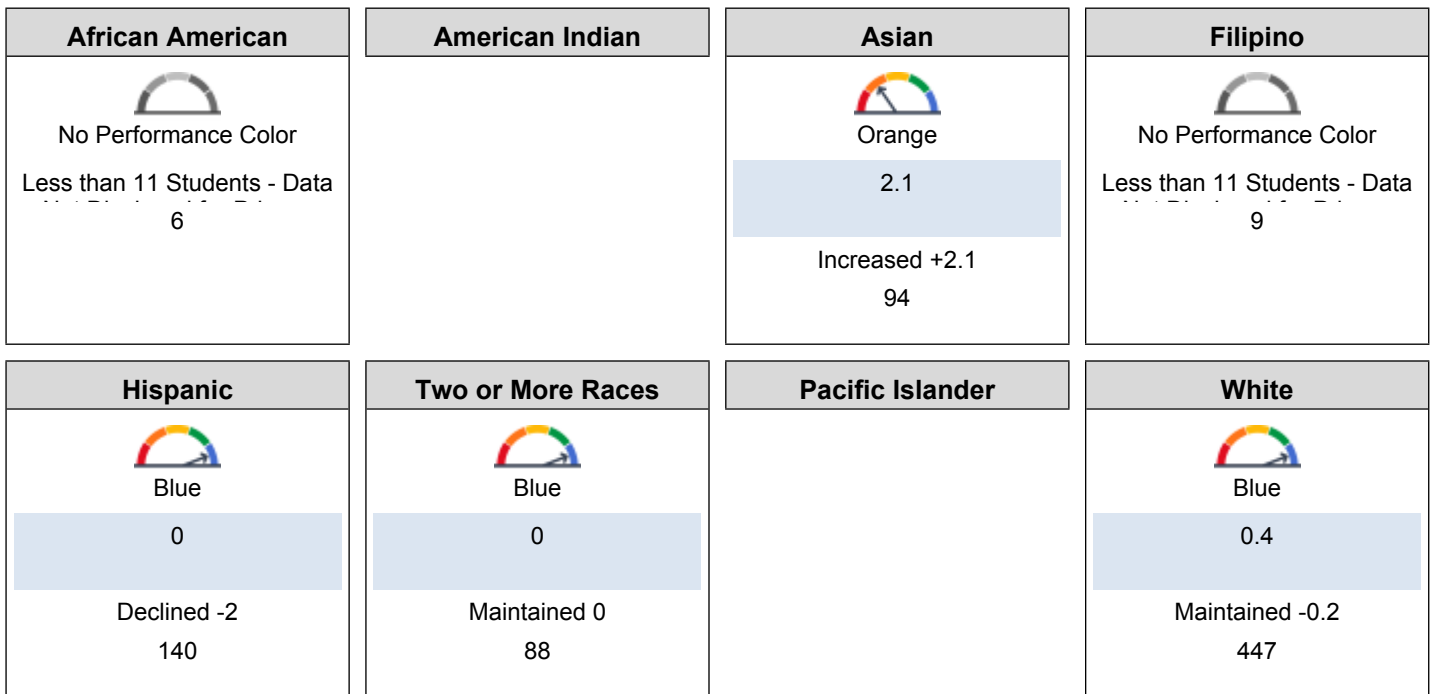 African American
American Indian
Asian
Filipino
No Performance Color
Orange
No Performance Color
Less than 11 Students - Data
6
2.1
Increased +2.1
94
Less than 11 Students - Data
9
Hispanic
Two or More Races
Pacific Islander
White
Blue
0
Declined -2
140
Blue
0
Maintained 0
88
Blue
0.4
Maintained -0.2
447